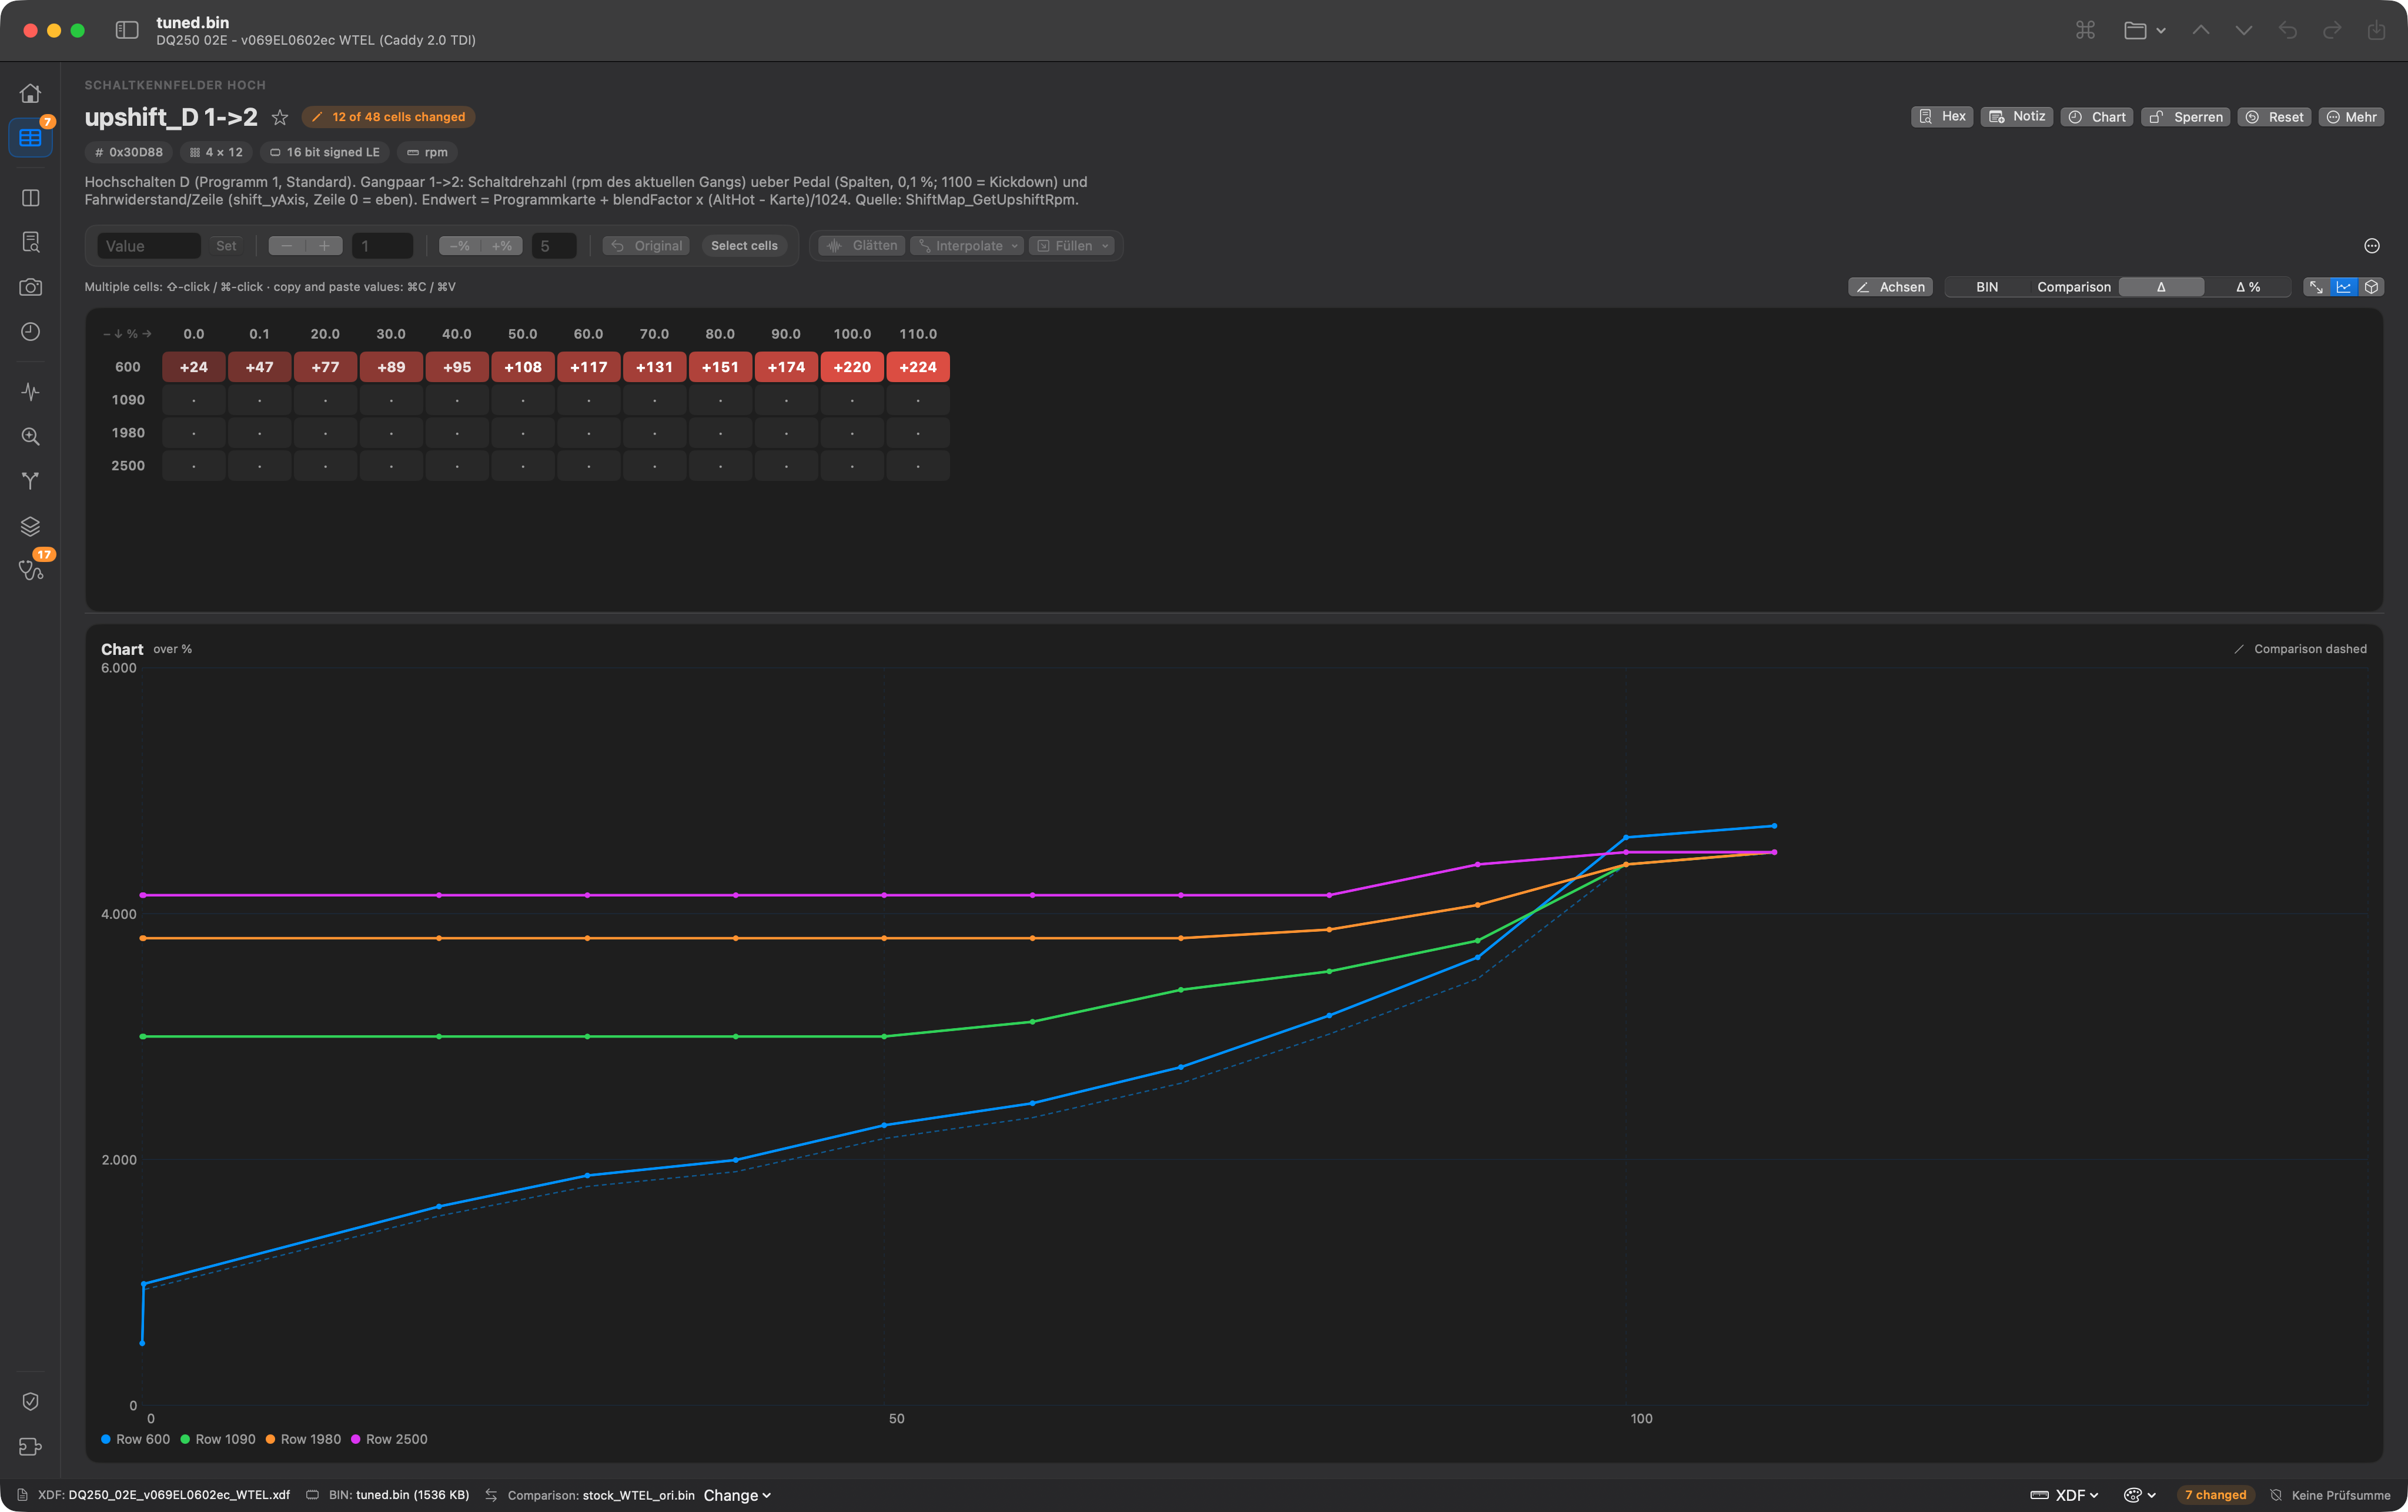 tuned.bin
DQ250 02E - v069EL0602ec WTEL (Caddy 2.0 TDI)
SCHALTKENNFELDER HOCH
upshift_D 1->2 12 of 48 cells changed
Hex Notiz Chart Sperren Reset Mehr
7
# 0x30D88 4 × 12 16 bit signed LE rpm
Hochschalten D (Programm 1, Standard). Gangpaar 1->2: Schaltdrehzahl (rpm des aktuellen Gangs) ueber Pedal (Spalten, 0,1 %; 1100 = Kickdown) und
Fahrwiderstand/Zeile (shift_yAxis, Zeile 0 = eben). Endwert = Programmkarte + blendFactor x (AltHot - Karte)/1024. Quelle: ShiftMap_GetUpshiftRpm.
Value Set − + 1 −% +% 5 Original Select cells Glätten Interpolate Füllen
Multiple cells: ⇧-click / ⌘-click · copy and paste values: ⌘C / ⌘V
Achsen BIN Comparison Δ Δ %
– ↓ % → 0.0 0.1 20.0 30.0 40.0 50.0 60.0 70.0 80.0 90.0 100.0 110.0
600 +24 +47 +77 +89 +95 +108 +117 +131 +151 +174 +220 +224
1090 · · · · · · · · · · · ·
1980 · · · · · · · · · · · ·
2500 · · · · · · · · · · · ·
17
Chart over %
Comparison dashed
6.000
4.000
2.000
0
0 50 100
Row 600 Row 1090 Row 1980 Row 2500
XDF: DQ250_02E_v069EL0602ec_WTEL.xdf BIN: tuned.bin (1536 KB) Comparison: stock_WTEL_ori.bin Change
XDF 7 changed Keine Prüfsumme